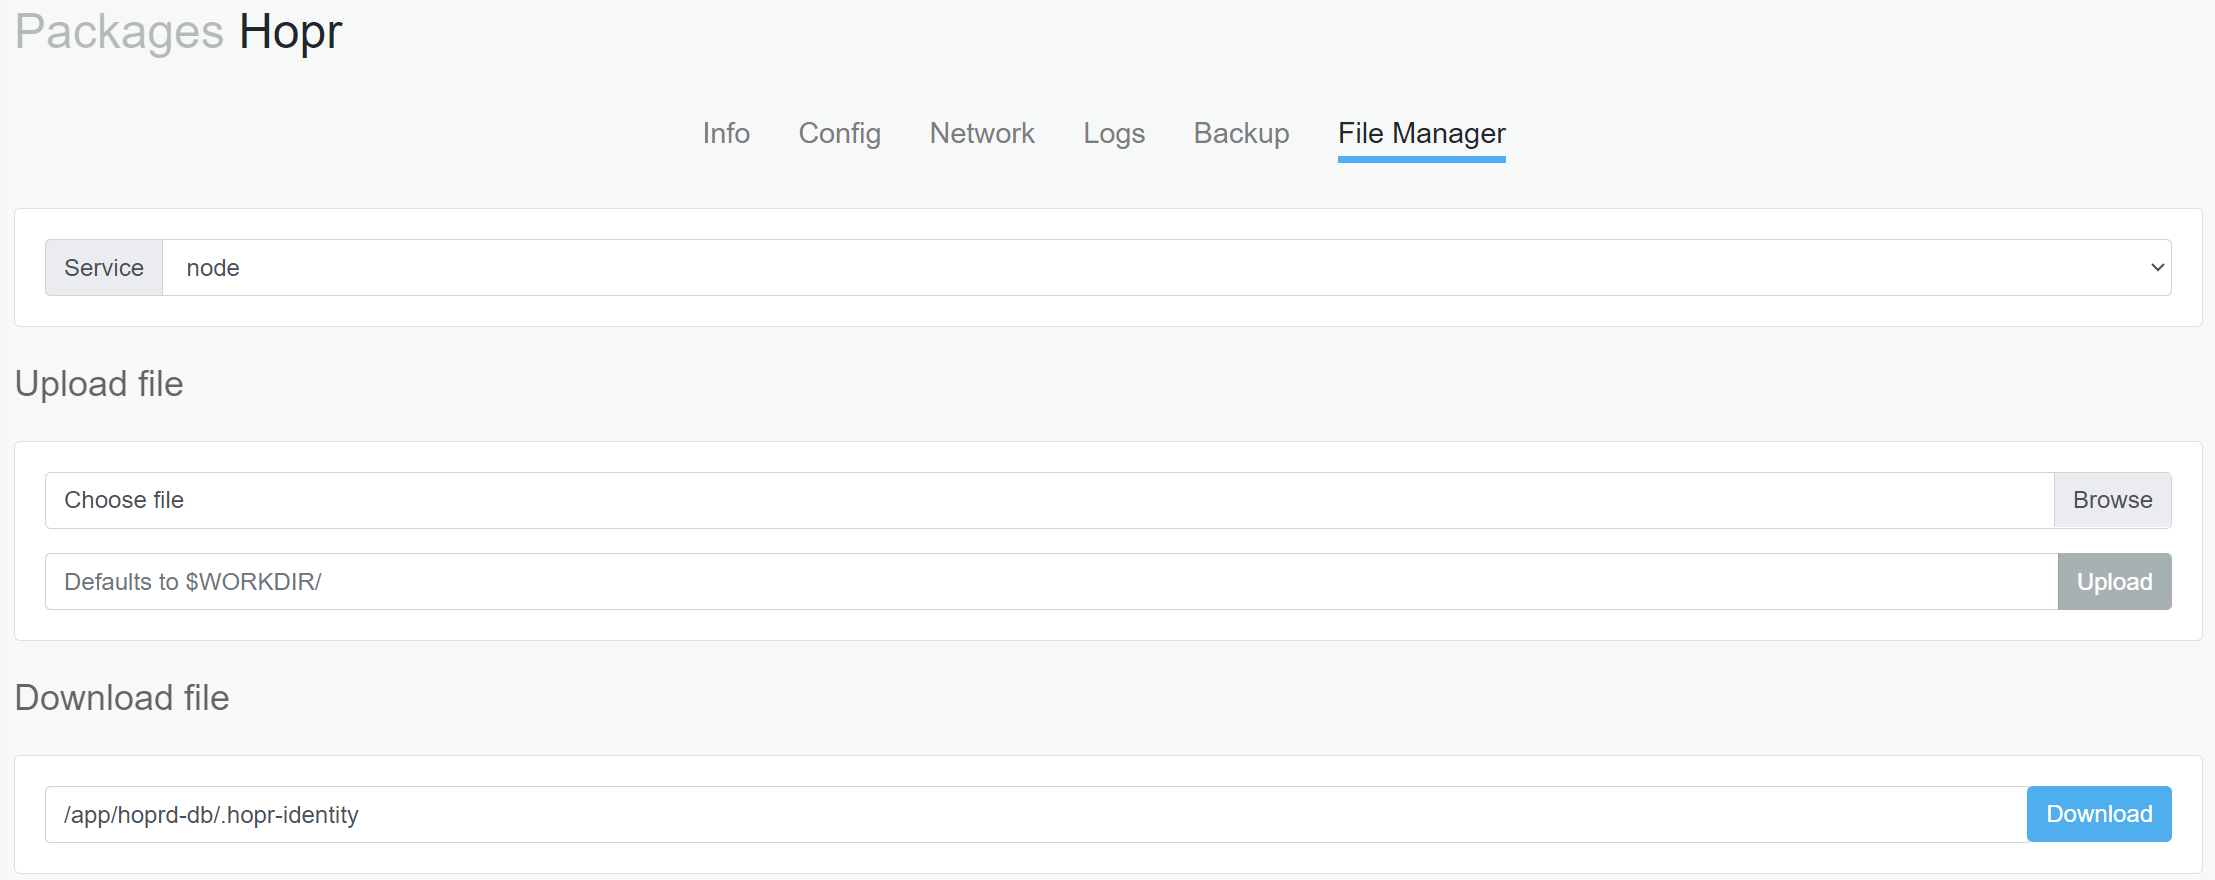 Packages Hopr
Info Config Network Logs Backup File Manager
Service node
Upload file
Choose file Browse
Defaults to $WORKDIR/ Upload
Download file
/app/hoprd-db/.hopr-identity Download